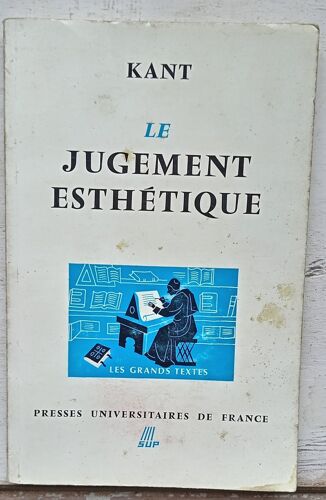 KANT
LE
JUGEMENT
ESTHÉTIQUE
LES GRANDS TEXTES
PRESSES UNIVERSITAIRES DE FRANCE
SUP